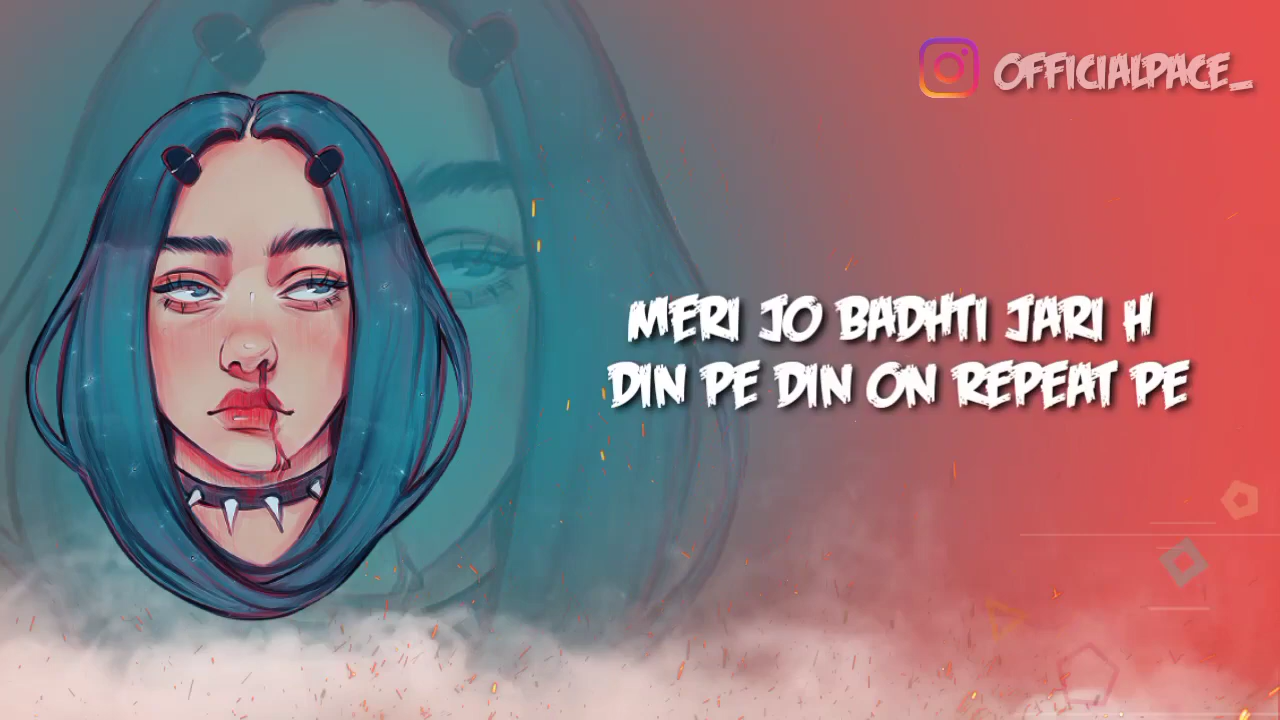 OFFICIALPACE_
MERI JO BADHTI JARI H
DIN PE DIN ON REPEAT PE